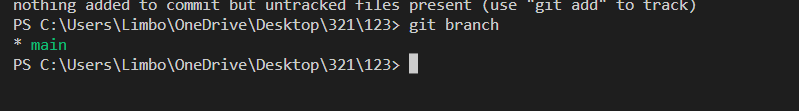 nothing added to commit but untracked files present (use "git add" to track)
PS C:\Users\Limbo\OneDrive\Desktop\321\123> git branch
* main
PS C:\Users\Limbo\OneDrive\Desktop\321\123>